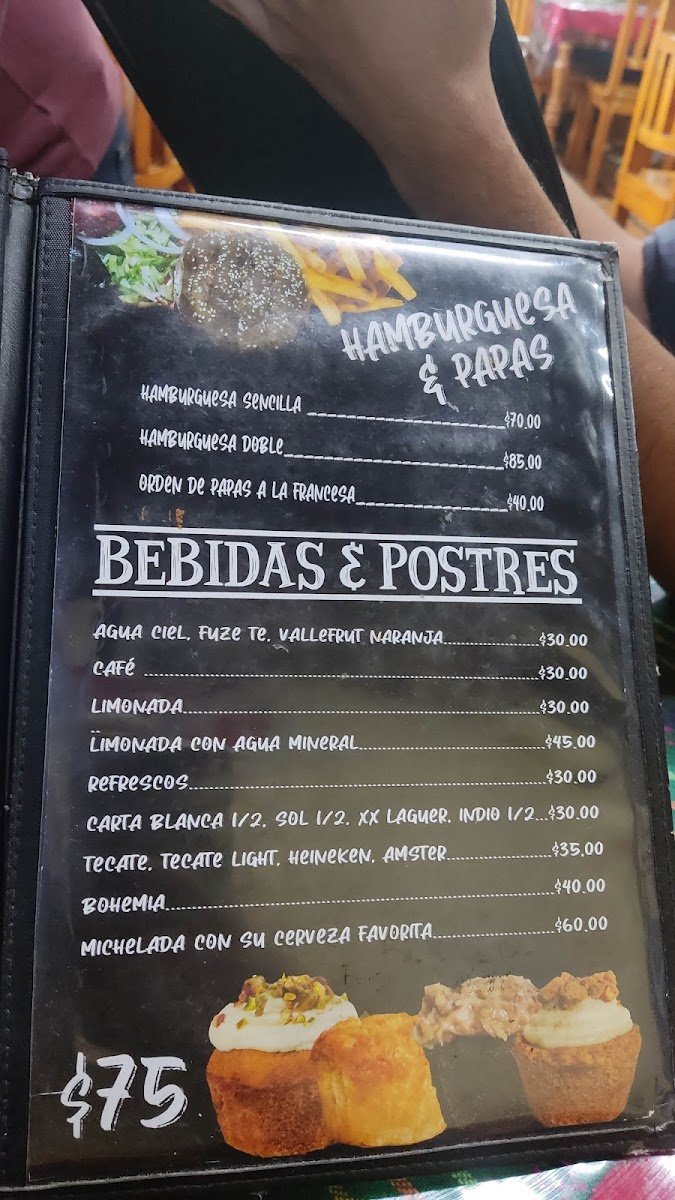 HAMBURGUESA
& PAPAS
HAMBURGUESA SENCILLA ____________________$70.00
HAMBURGUESA DOBLE______________________$85.00
ORDEN DE PAPAS A LA FRANCESA_______________$40.00
BEBIDAS & POSTRES
AGUA CIEL, FUZE TE, VALLEFRUT NARANJA...............$30.00
CAFÉ ...............$30.00
LIMONADA...............$30.00
LIMONADA CON AGUA MINERAL...............$45.00
REFRESCOS...............$30.00
CARTA BLANCA 1/2, SOL 1/2, XX LAGUER, INDIO 1/2...$30.00
TECATE, TECATE LIGHT, HEINEKEN, AMSTER...............$35.00
BOHEMIA...............$40.00
MICHELADA CON SU CERVEZA FAVORITA...............$60.00
$75